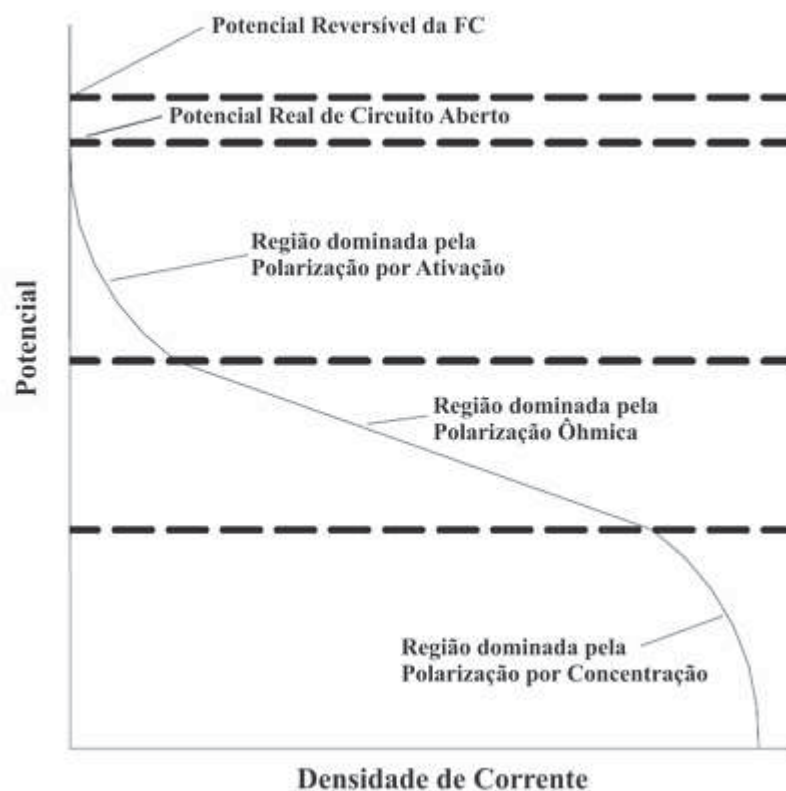 Potencial Reversível da FC
Potencial Real de Circuito Aberto
Região dominada pela
Polarização por Ativação
Potencial
Região dominada pela
Polarização Ôhmica
Região dominada pela
Polarização por Concentração
Densidade de Corrente